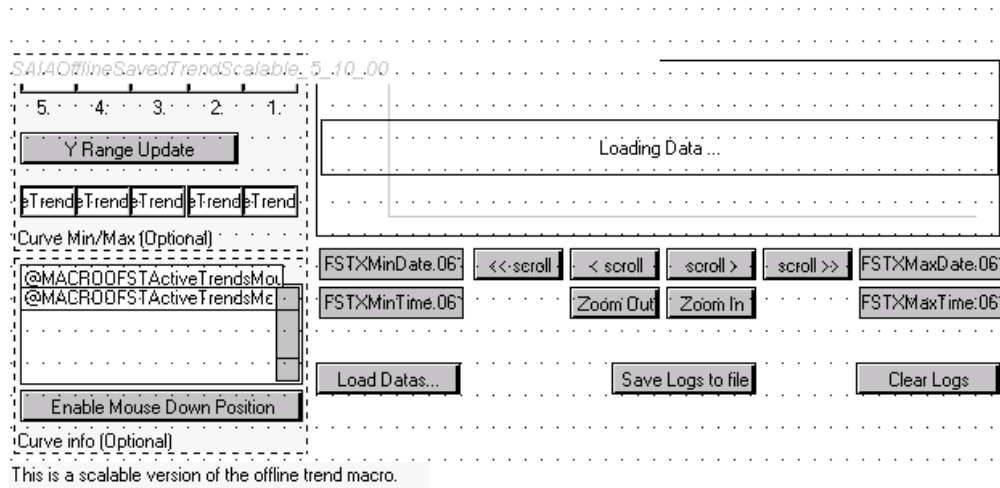 SAIAOfflineSavedTrendScalable_5_10_00
5. 4. 3. 2. 1.
Y Range Update
Loading Data ...
eTrend eTrend eTrend eTrend eTrend
Curve Min/Max (Optional)
@MACROOFSTActiveTrendsMou
@MACROOFSTActiveTrendsMo
FSTXMinDate.06 << scroll < scroll scroll > scroll >> FSTXMaxDate.06
FSTXMinTime.06 Zoom Out Zoom In FSTXMaxTime.06
Load Datas... Save Logs to file Clear Logs
Enable Mouse Down Position
Curve info (Optional)
This is a scalable version of the offline trend macro.